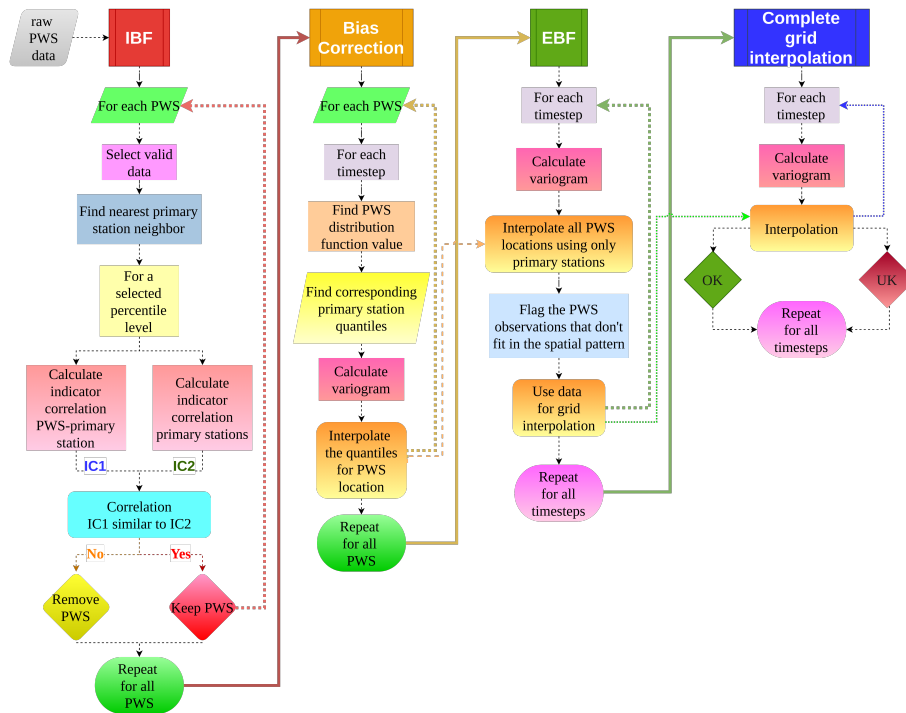 raw
PWS
data
IBF
For each PWS
Select valid
data
Find nearest primary
station neighbor
For a
selected
percentile
level
Calculate
indicator
correlation
PWS-primary
station
Calculate
indicator
correlation
primary stations
IC1
IC2
Correlation
IC1 similar to IC2
No
Yes
Remove
PWS
Keep PWS
Repeat
for all
PWS
Bias
Correction
For each PWS
For each
timestep
Find PWS
distribution
function value
Find corresponding
primary station
quantiles
Calculate
variogram
Interpolate
the quantiles
for PWS
location
Repeat
for all
PWS
EBF
For each
timestep
Calculate
variogram
Interpolate all PWS
locations using only
primary stations
Flag the PWS
observations that don't
fit in the spatial pattern
Use data
for grid
interpolation
Repeat
for all
timesteps
Complete
grid
interpolation
For each
timestep
Calculate
variogram
Interpolation
OK
UK
Repeat
for all
timesteps